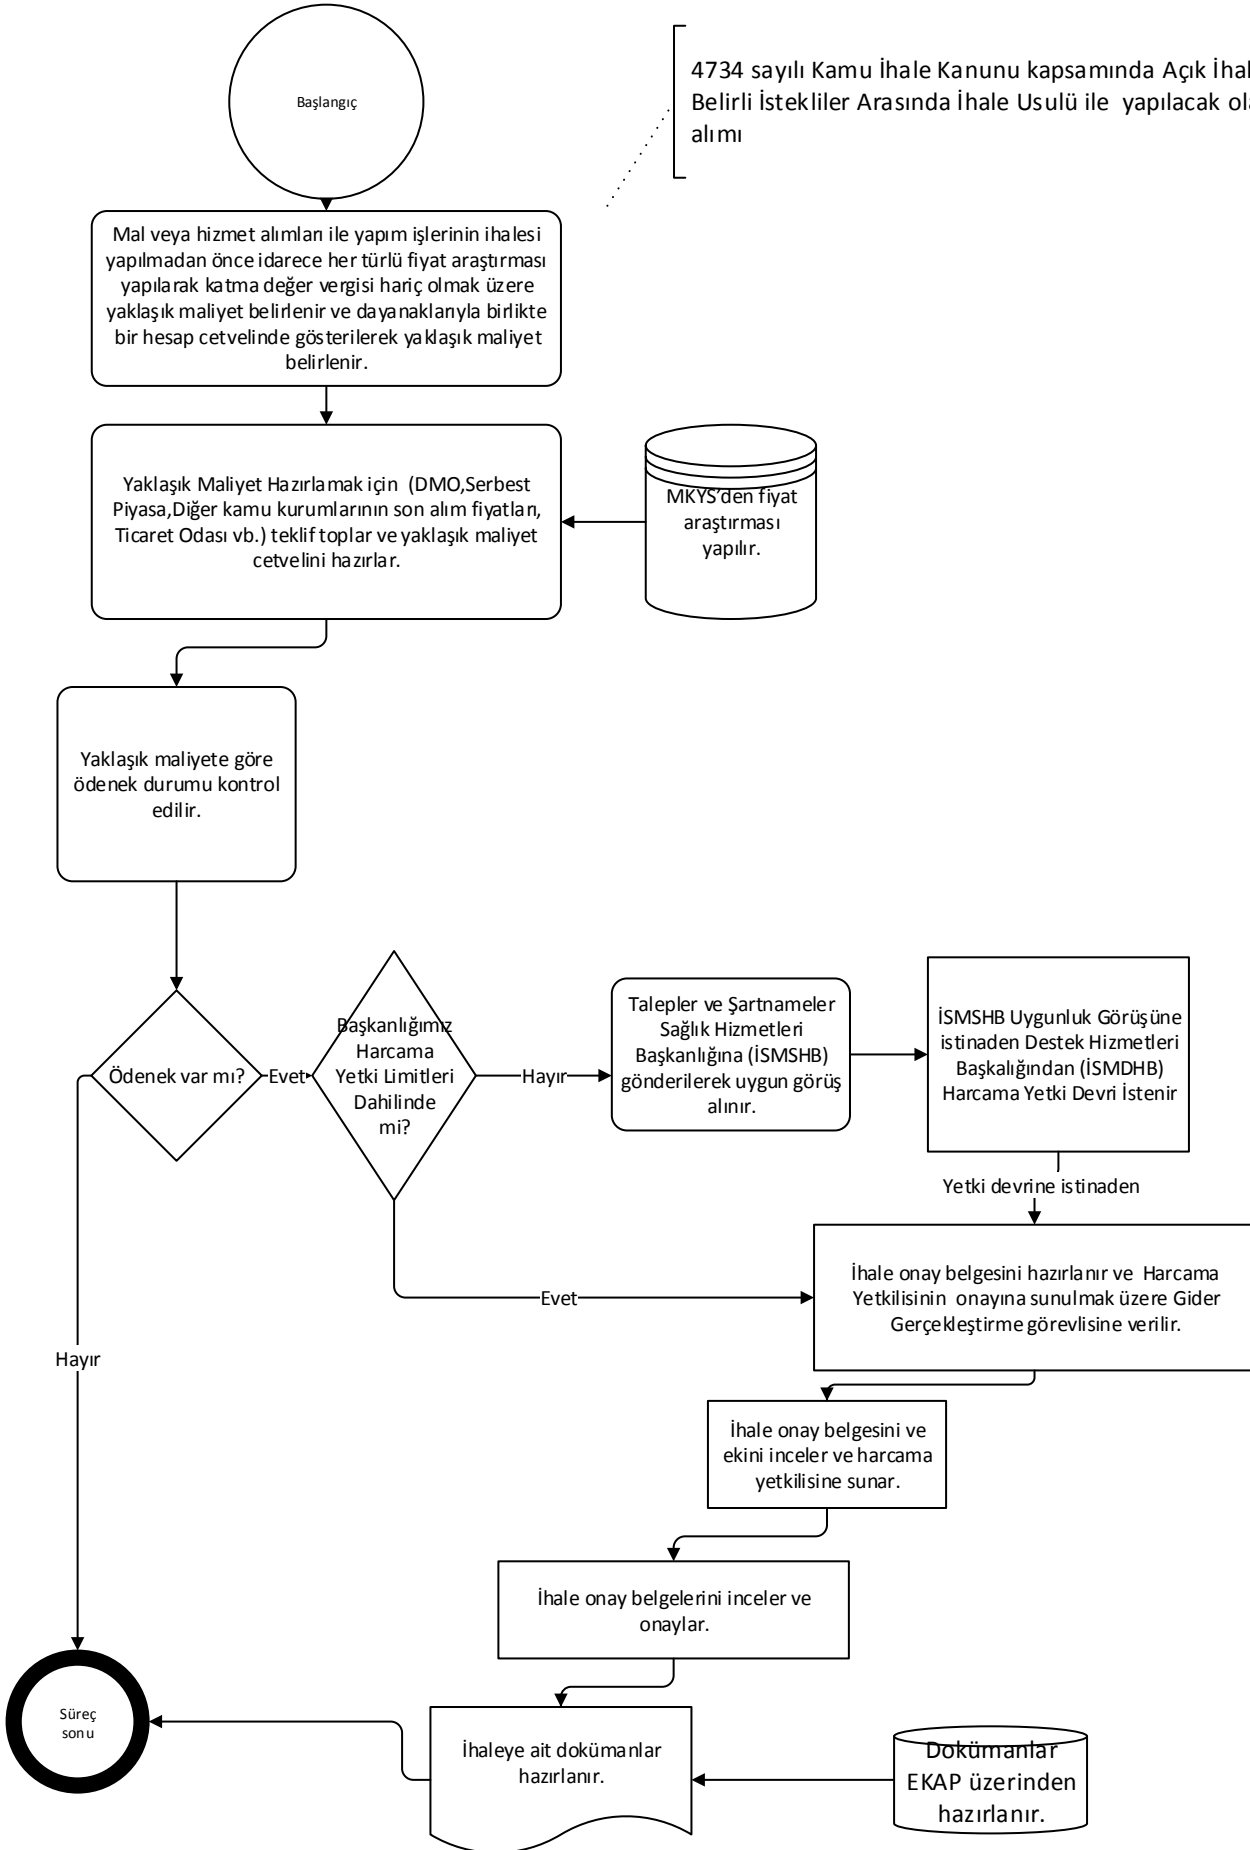 Başlangıç
4734 sayılı Kamu İhale Kanunu kapsamında Açık
Belirli İstekliler Arasında İhale Usulü ile yapılacak
alımı
Mal veya hizmet alımları ile yapım işlerinin ihalesi
yapılmadan önce idarece her türlü fiyat araştırması
yapılarak katma değer vergisi hariç olmak üzere
yaklaşık maliyet belirlenir ve dayanaklarıyla birlikte
bir hesap cetvelinde gösterilerek yaklaşık maliyet
belirlenir.
Yaklaşık Maliyet Hazırlamak için (DMO,Serbest
Piyasa,Diğer kamu kurumlarının son alım fiyatları,
Ticaret Odası vb.) teklif toplar ve yaklaşık maliyet
cetvelini hazırlar.
MKYS'den fiyat
araştırması
yapılır.
Yaklaşık maliyete göre
ödenek durumu kontrol
edilir.
Ödenek var mı?
Evet
Başkanlığımız
Harcama
Yetki Limitleri
Dahilinde
mi?
Hayır
Talepler ve Şartnameler
Sağlık Hizmetleri
Başkanlığına (İSMSHB)
gönderilerek uygun görüş
alınır.
İSMSHB Uygunluk Görüşüne
istinaden Destek Hizmetleri
Başkalığından (İSMDHB)
Harcama Yetki Devri İstenir
Yetki devrine istinaden
İhale onay belgesini hazırlanır ve Harcama
Yetkilisinin onayına sunulmak üzere Gider
Gerçekleştirme görevlisine verilir.
Evet
Hayır
İhale onay belgesini ve
ekini inceler ve harcama
yetkilisine sunar.
İhale onay belgelerini inceler ve
onaylar.
Süreç
sonu
İhaleye ait dokümanlar
hazırlanır.
Dokümanlar
EKAP üzerinden
hazırlanır.